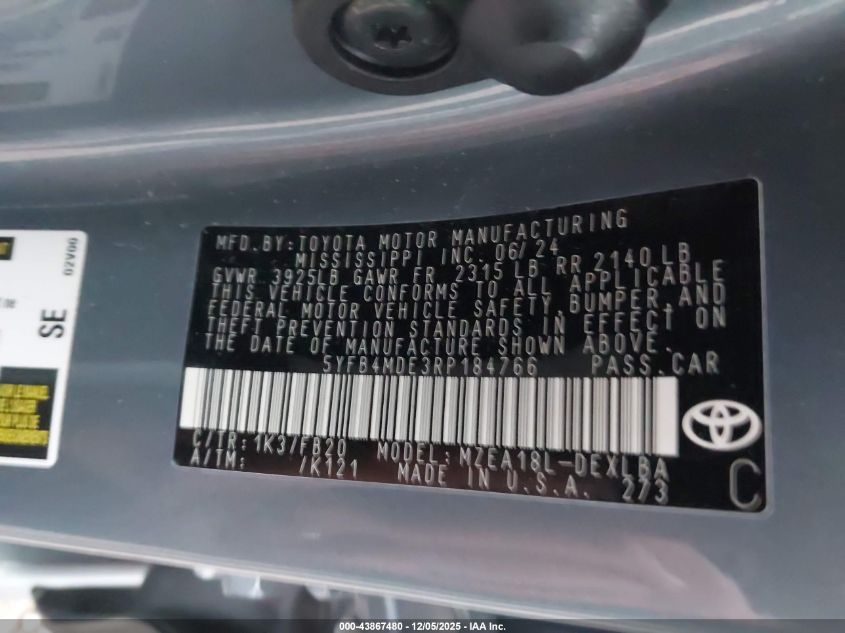 02V00
SE
MFD. BY: TOYOTA MOTOR MANUFACTURING
MISSISSIPPI INC. 06/24
GVWR 3925LB GAWR FR 2315 LB RR 2140 LB
THIS VEHICLE CONFORMS TO ALL APPLICABLE
FEDERAL MOTOR VEHICLE SAFETY, BUMPER, AND
THEFT PREVENTION STANDARDS IN EFFECT ON
THE DATE OF MANUFACTURE SHOWN ABOVE.
5YFB4MDE3RP184766 PASS. CAR
C/TR: 1K37FB20 MODEL: MZEA18L-DEXLBA
A/TM: /K121 MADE IN U.S.A. 273
C
000-43867480 - 12/05/2025 - IAA Inc.